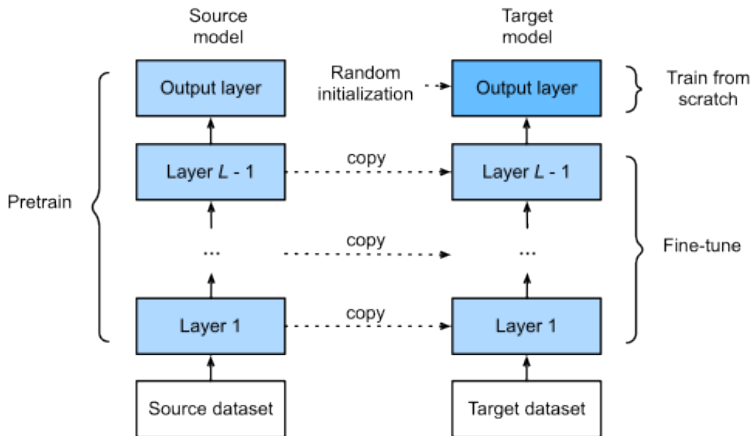 Source
model
Target
model
Output layer
Random
initialization
Output layer
Train from
scratch
Layer L - 1
copy
Layer L - 1
Pretrain
...
copy
...
Fine-tune
Layer 1
copy
Layer 1
Source dataset
Target dataset